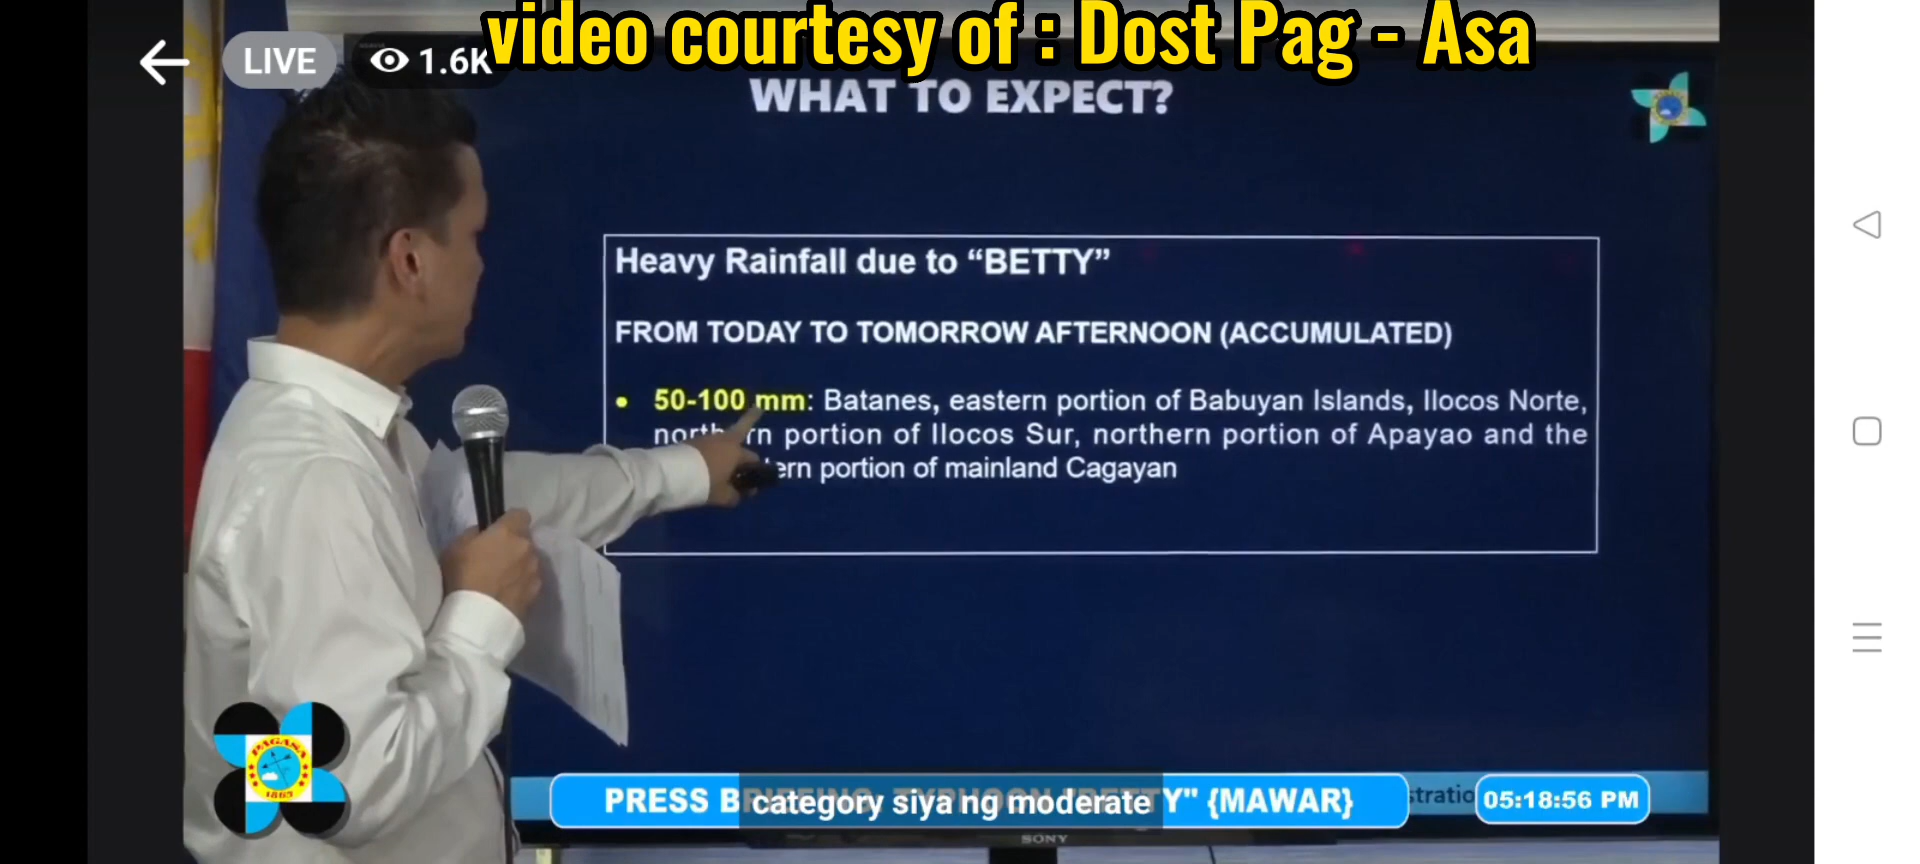 video courtesy of : Dost Pag - Asa
LIVE
1.6K
WHAT TO EXPECT?
Heavy Rainfall due to “BETTY”
FROM TODAY TO TOMORROW AFTERNOON (ACCUMULATED)
• 50-100 mm: Batanes, eastern portion of Babuyan Islands, Ilocos Norte,
portion of Ilocos Sur, northern portion of Apayao and the
portion of mainland Cagayan
PAGASA
1865
PRESS Y" {MAWAR}
category siya ng moderate
05:18:56 PM
SONY